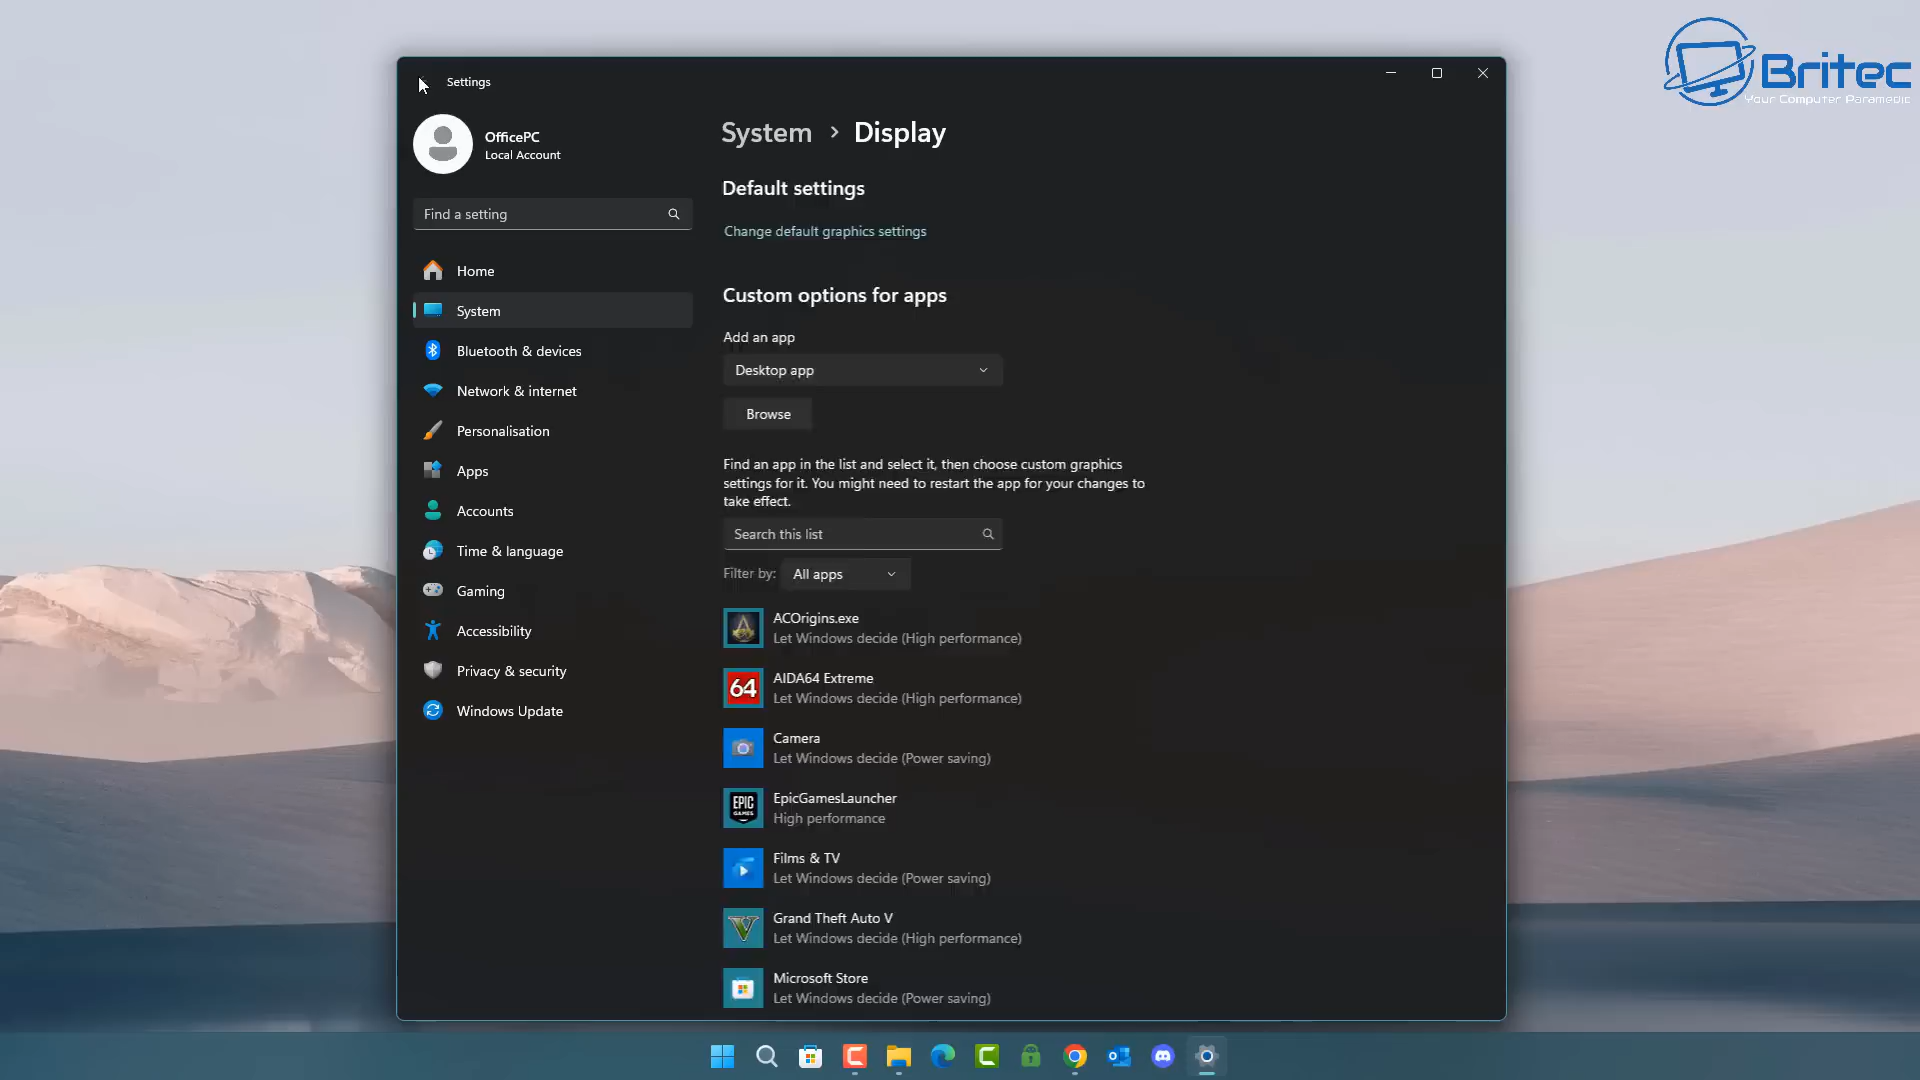 Britec
Your Computer Paramedic
Settings
OfficePC
Local Account
Find a setting
Home
System
Bluetooth & devices
Network & internet
Personalisation
Apps
Accounts
Time & language
Gaming
Accessibility
Privacy & security
Windows Update
System > Display
Default settings
Change default graphics settings
Custom options for apps
Add an app
Desktop app
Browse
Find an app in the list and select it, then choose custom graphics
settings for it. You might need to restart the app for your changes to
take effect.
Search this list
Filter by: All apps
ACOrigins.exe
Let Windows decide (High performance)
64
AIDA64 Extreme
Let Windows decide (High performance)
Camera
Let Windows decide (Power saving)
EPIC
GAMES
EpicGamesLauncher
High performance
Films & TV
Let Windows decide (Power saving)
V
Grand Theft Auto V
Let Windows decide (High performance)
Microsoft Store
Let Windows decide (Power saving)